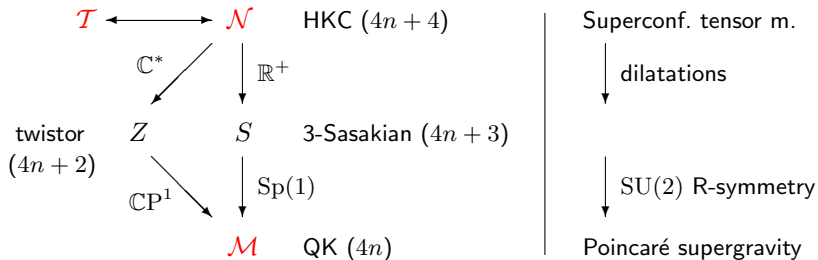 𝒯 𝒩 HKC (4n + 4) Superconf. tensor m.
ℂ* ℝ⁺ dilatations
twistor Z S 3-Sasakian (4n + 3)
(4n + 2)
ℂP¹ Sp(1) SU(2) R-symmetry
ℳ QK (4n) Poincaré supergravity